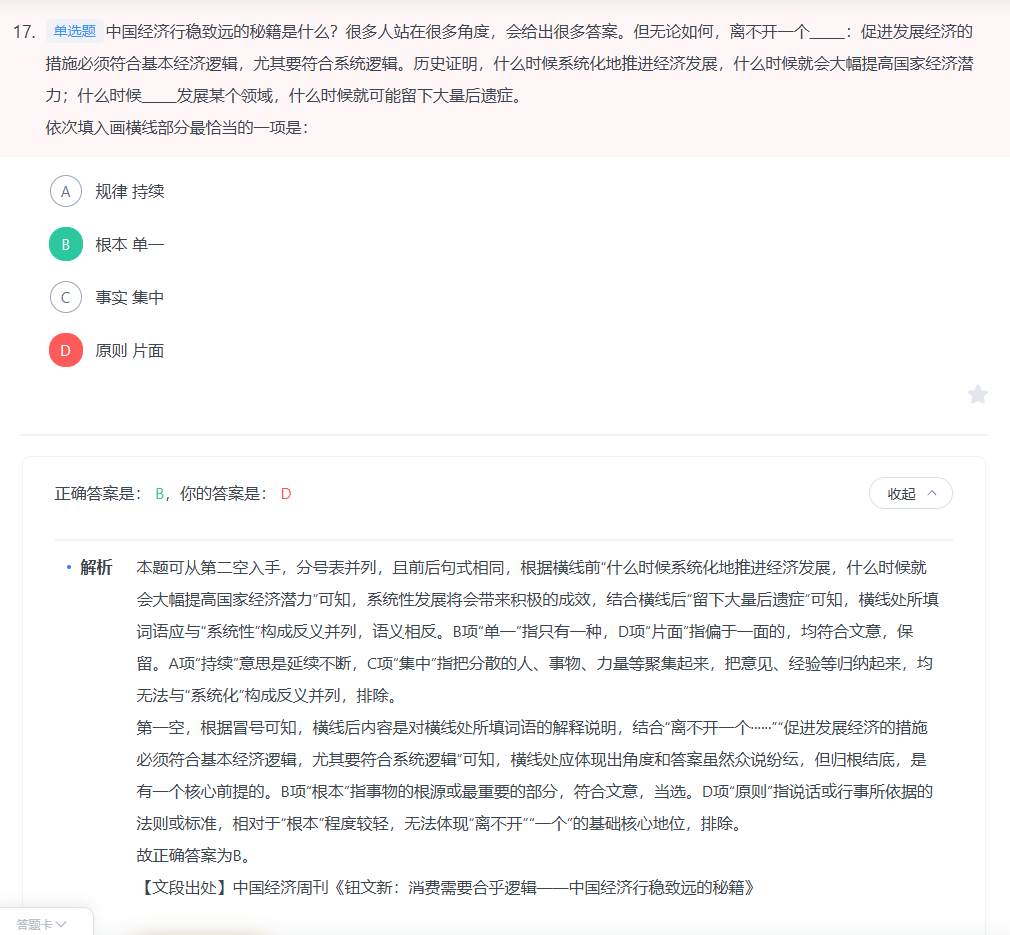 17. 单选题 中国经济行稳致远的秘籍是什么？很多人站在很多角度，会给出很多答案。但无论如何，离不开一个____：促进发展经济的
措施必须符合基本经济逻辑，尤其要符合系统逻辑。历史证明，什么时候系统化地推进经济发展，什么时候就会大幅提高国家经济潜
力；什么时候____发展某个领域，什么时候就可能留下大量后遗症。
依次填入画横线部分最恰当的一项是：
A 规律 持续
B 根本 单一
C 事实 集中
D 原则 片面
正确答案是： B，你的答案是： D
收起
• 解析 本题可从第二空入手，分号表并列，且前后句式相同，根据横线前“什么时候系统化地推进经济发展，什么时候就
会大幅提高国家经济潜力”可知，系统性发展将会带来积极的成效，结合横线后“留下大量后遗症”可知，横线处所填
词语应与“系统性”构成反义并列，语义相反。B项“单一”指只有一种，D项“片面”指偏于一面的，均符合文意，保
留。A项“持续”意思是延续不断，C项“集中”指把分散的人、事物、力量等聚集起来，把意见、经验等归纳起来，均
无法与“系统化”构成反义并列，排除。
第一空，根据冒号可知，横线后内容是对横线处所填词语的解释说明，结合“离不开一个……”“促进发展经济的措施
必须符合基本经济逻辑，尤其要符合系统逻辑”可知，横线处应体现出角度和答案虽然众说纷纭，但归根结底，是
有一个核心前提的。B项“根本”指事物的根源或最重要的部分，符合文意，当选。D项“原则”指说话或行事所依据的
法则或标准，相对于“根本”程度较轻，无法体现“离不开”“一个”的基础核心地位，排除。
故正确答案为B。
【文段出处】中国经济周刊《钮文新：消费需要合乎逻辑——中国经济行稳致远的秘籍》
答题卡